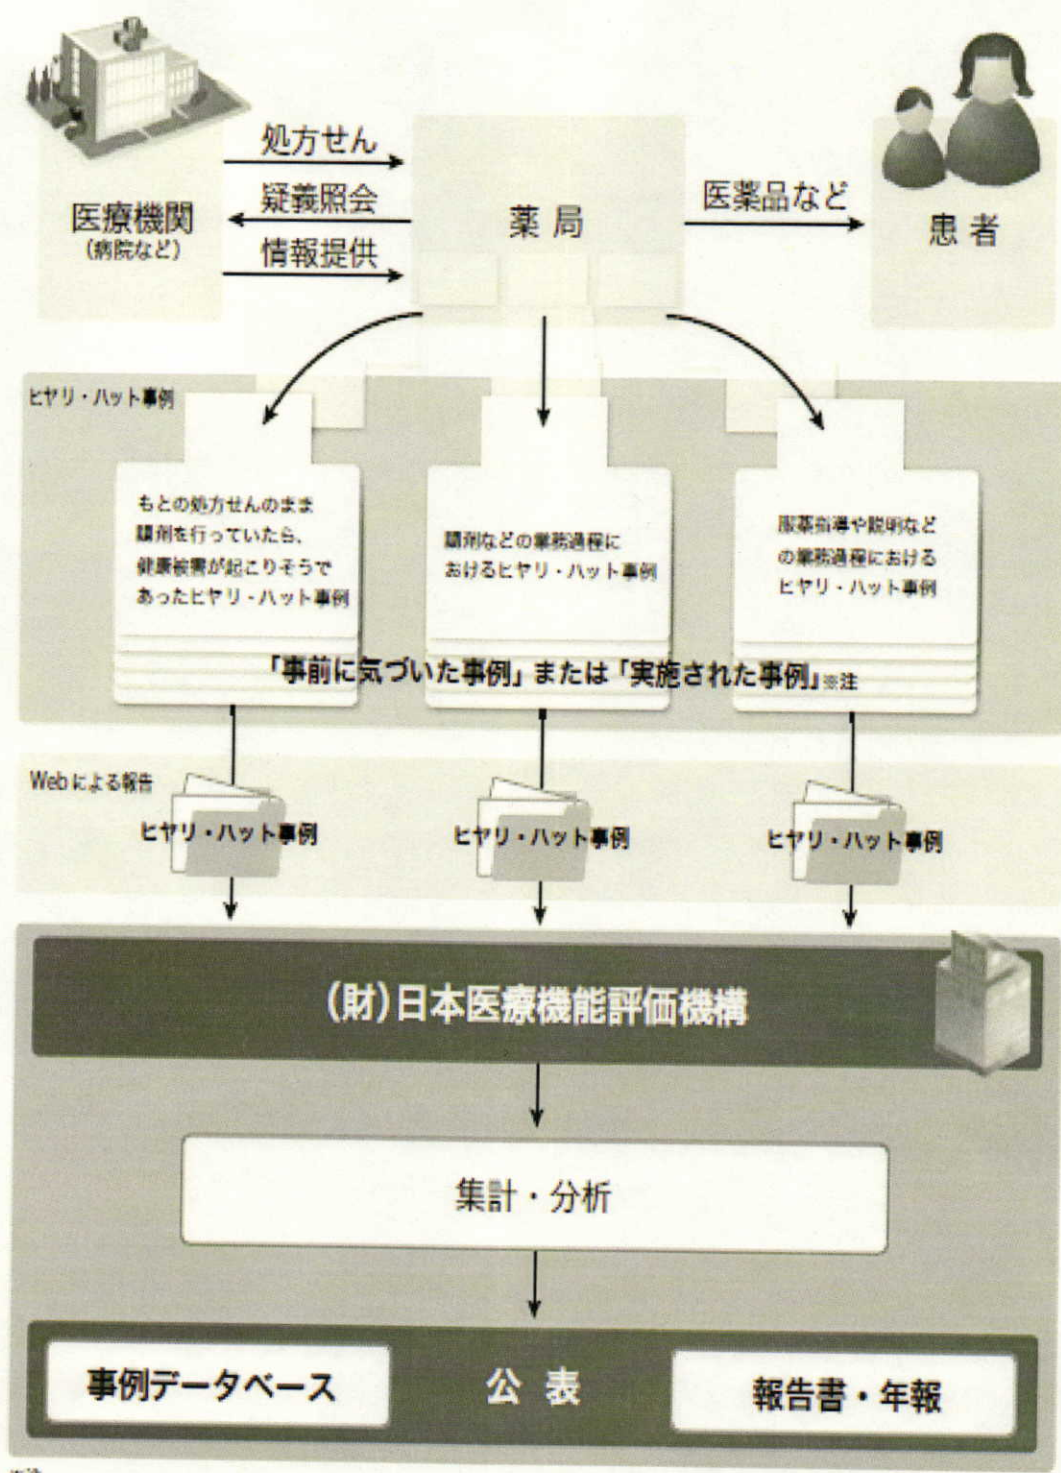 処方せん
疑義照会
情報提供
医療機関
(病院など)
薬局
医薬品など
患者
ヒヤリ・ハット事例
もとの処方せんのまま
調剤を行っていたら、
健康被害が起こりそうで
あったヒヤリ・ハット事例
調剤などの業務過程に
おけるヒヤリ・ハット事例
服薬指導や説明など
の業務過程における
ヒヤリ・ハット事例
「事前に気づいた事例」または「実施された事例」※注
Webによる報告
ヒヤリ・ハット事例
ヒヤリ・ハット事例
ヒヤリ・ハット事例
(財)日本医療機能評価機構
集計・分析
事例データベース
公表
報告書・年報